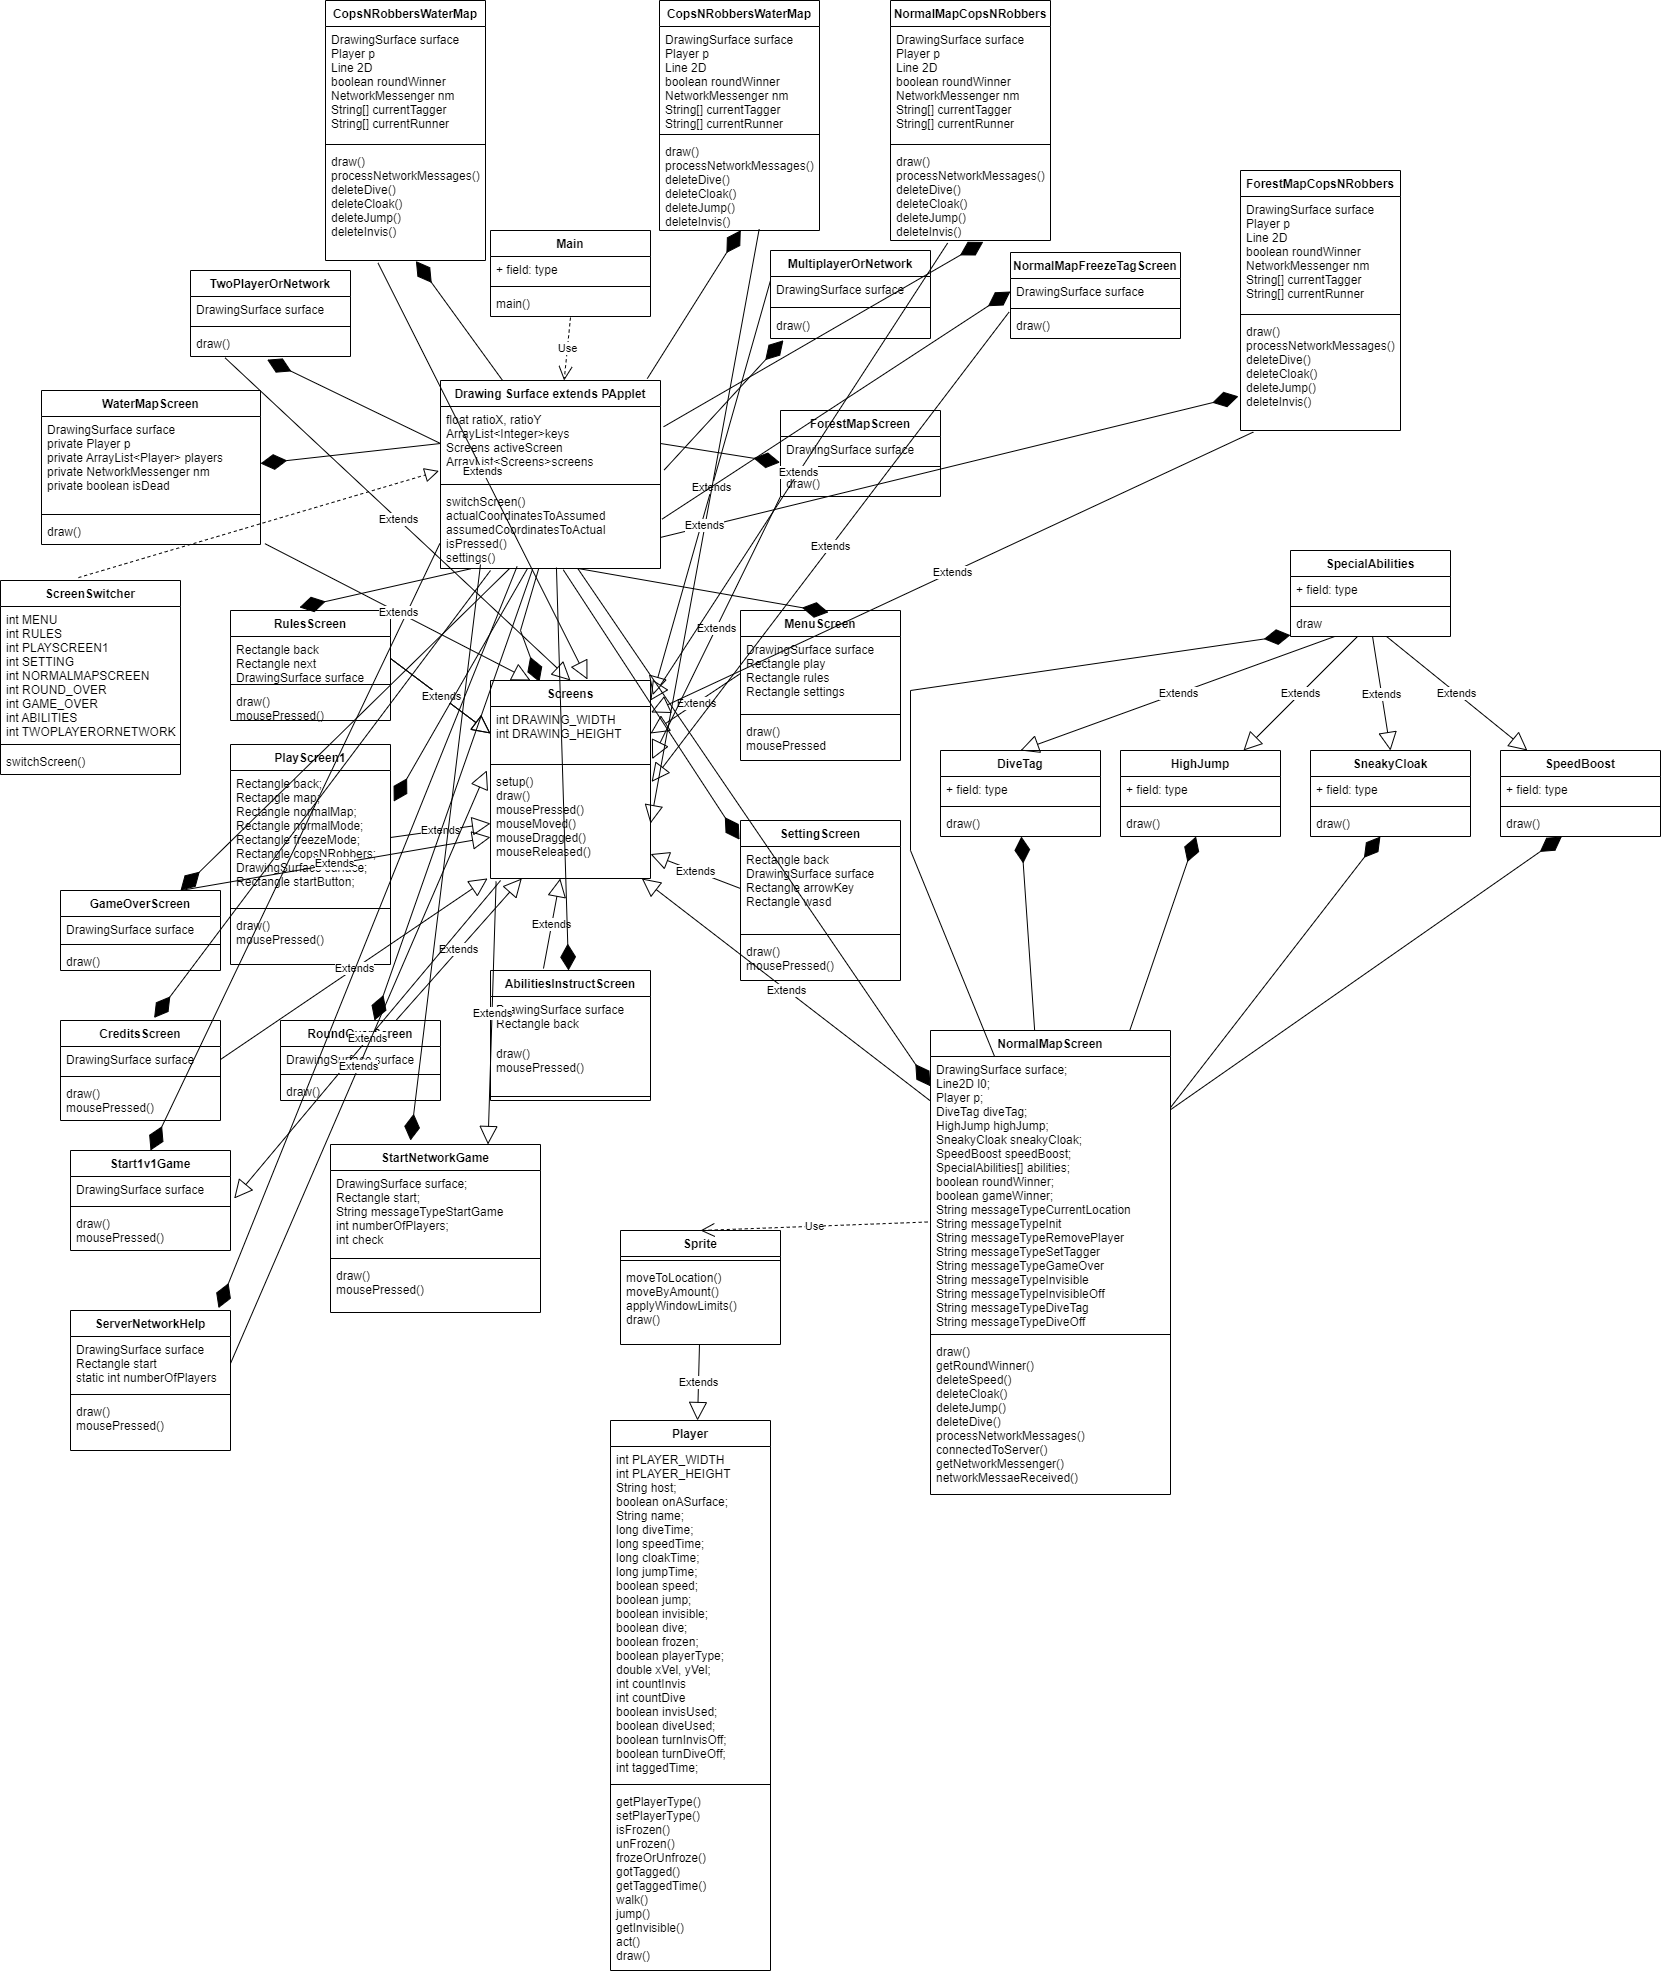 CopsNRobbersWaterMap
DrawingSurface surface
Player p
Line 2D
boolean roundWinner
NetworkMessenger nm
String[] currentTagger
String[] currentRunner
draw()
processNetworkMessages()
deleteDive()
deleteCloak()
deleteJump()
deleteInvis()
CopsNRobbersWaterMap
DrawingSurface surface
Player p
Line 2D
boolean roundWinner
NetworkMessenger nm
String[] currentTagger
String[] currentRunner
draw()
processNetworkMessages()
deleteDive()
deleteCloak()
deleteJump()
deleteInvis()
NormalMapCopsNRobbers
DrawingSurface surface
Player p
Line 2D
boolean roundWinner
NetworkMessenger nm
String[] currentTagger
String[] currentRunner
draw()
processNetworkMessages()
deleteDive()
deleteCloak()
deleteJump()
deleteInvis()
ForestMapCopsNRobbers
DrawingSurface surface
Player p
Line 2D
boolean roundWinner
NetworkMessenger nm
String[] currentTagger
String[] currentRunner
draw()
processNetworkMessages()
deleteDive()
deleteCloak()
deleteJump()
deleteInvis()
Main
+ field: type
main()
Use
MultiplayerOrNetwork
DrawingSurface surface
draw()
NormalMapFreezeTagScreen
DrawingSurface surface
draw()
TwoPlayerOrNetwork
DrawingSurface surface
draw()
WaterMapScreen
DrawingSurface surface
private Player p
private ArrayList<Player> players
private NetworkMessenger nm
private boolean isDead
draw()
Drawing Surface extends PApplet
float ratioX, ratioY
ArrayList<Integer>keys
Screens activeScreen
ArrayList<Screens>screens
switchScreen()
actualCoordinatesToAssumed
assumedCoordinatesToActual
isPressed()
settings()
ForestMapScreen
DrawingSurface surface
draw()
Extends
Extends
Extends
Extends
Extends
Extends
Extends
Extends
Extends
Extends
Extends
ScreenSwitcher
int MENU
int RULES
int PLAYSCREEN1
int SETTING
int NORMALMAPSCREEN
int ROUND_OVER
int GAME_OVER
int ABILITIES
int TWOPLAYERORNETWORK
switchScreen()
RulesScreen
Rectangle back
Rectangle next
DrawingSurface surface
draw()
mousePressed()
Screens
int DRAWING_WIDTH
int DRAWING_HEIGHT
setup()
draw()
mousePressed()
mouseMoved()
mouseDragged()
mouseReleased()
MenuScreen
DrawingSurface surface
Rectangle play
Rectangle rules
Rectangle settings
draw()
mousePressed
SpecialAbilities
+ field: type
draw
Extends
Extends
Extends
Extends
DiveTag
+ field: type
draw()
HighJump
+ field: type
draw()
SneakyCloak
+ field: type
draw()
SpeedBoost
+ field: type
draw()
PlayScreen1
Rectangle back;
Rectangle map;
Rectangle normalMap;
Rectangle normalMode;
Rectangle freezeMode;
Rectangle copsNRobbers;
DrawingSurface surface;
Rectangle startButton;
draw()
mousePressed()
Extends
Extends
Extends
SettingScreen
Rectangle back
DrawingSurface surface
Rectangle arrowKey
Rectangle wasd
draw()
mousePressed()
GameOverScreen
DrawingSurface surface
draw()
Extends
Extends
Extends
Extends
AbilitiesInstructScreen
DrawingSurface surface
Rectangle back
draw()
mousePressed()
Extends
CreditsScreen
DrawingSurface surface
draw()
mousePressed()
RoundOverScreen
DrawingSurface surface
draw()
Extends
Extends
NormalMapScreen
DrawingSurface surface;
Line2D l0;
Player p;
DiveTag diveTag;
HighJump highJump;
SneakyCloak sneakyCloak;
SpeedBoost speedBoost;
SpecialAbilities[] abilities;
boolean roundWinner;
boolean gameWinner;
String messageTypeCurrentLocation
String messageTypeInit
String messageTypeRemovePlayer
String messageTypeSetTagger
String messageTypeGameOver
String messageTypeInvisible
String messageTypeInvisibleOff
String messageTypeDiveTag
String messageTypeDiveOff
draw()
getRoundWinner()
deleteSpeed()
deleteCloak()
deleteJump()
deleteDive()
processNetworkMessages()
connectedToServer()
getNetworkMessenger()
networkMessaeReceived()
Start1v1Game
DrawingSurface surface
draw()
mousePressed()
StartNetworkGame
DrawingSurface surface;
Rectangle start;
String messageTypeStartGame
int numberOfPlayers;
int check
draw()
mousePressed()
Use
Sprite
moveToLocation()
moveByAmount()
applyWindowLimits()
draw()
ServerNetworkHelp
DrawingSurface surface
Rectangle start
static int numberOfPlayers
draw()
mousePressed()
Extends
Player
int PLAYER_WIDTH
int PLAYER_HEIGHT
String host;
boolean onASurface;
String name;
long diveTime;
long speedTime;
long cloakTime;
long jumpTime;
boolean speed;
boolean jump;
boolean invisible;
boolean dive;
boolean frozen;
boolean playerType;
double xVel, yVel;
int countInvis
int countDive
boolean invisUsed;
boolean diveUsed;
boolean turnInvisOff;
boolean turnDiveOff;
int taggedTime;
getPlayerType()
setPlayerType()
isFrozen()
unFrozen()
frozeOrUnfroze()
gotTagged()
getTaggedTime()
walk()
jump()
getInvisible()
act()
draw()